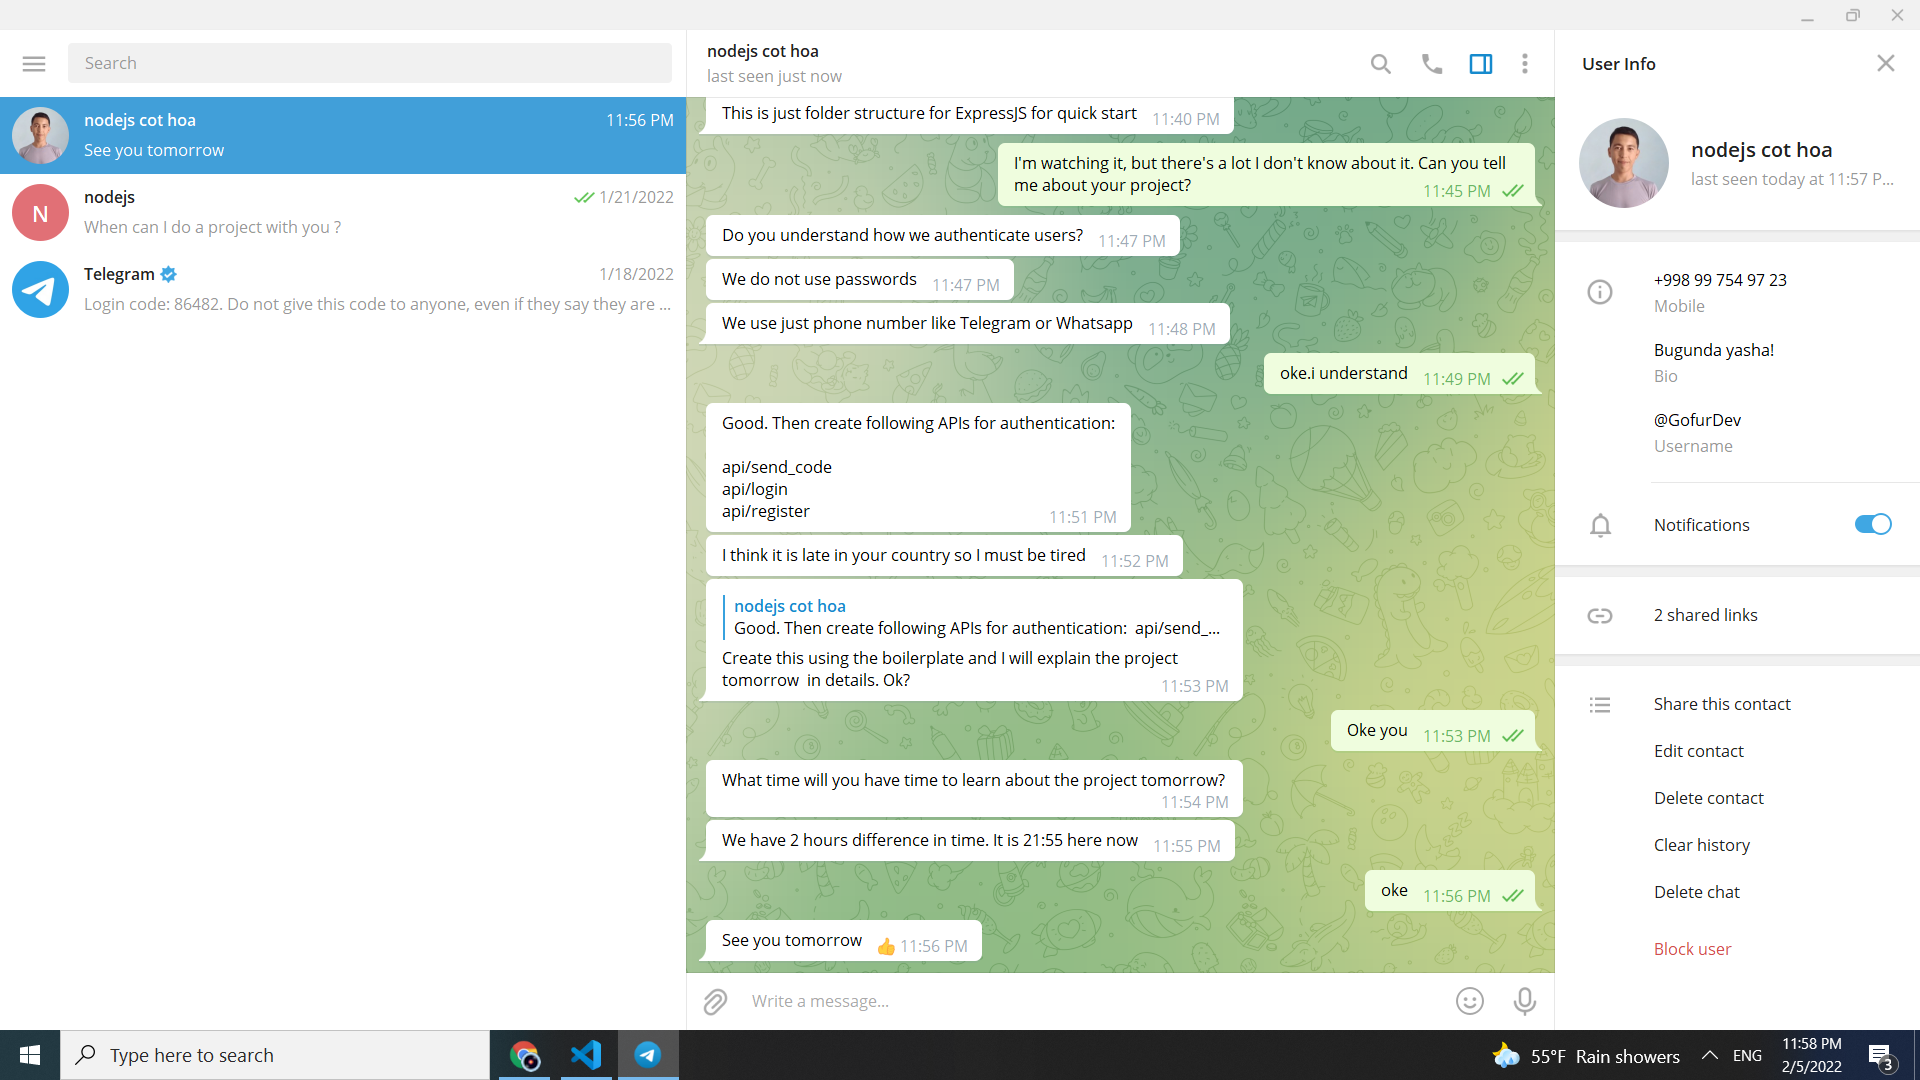 Search
nodejs cot hoa
11:56 PM
See you tomorrow
N
nodejs
1/21/2022
When can I do a project with you ?
Telegram
1/18/2022
Login code: 86482. Do not give this code to anyone, even if they say they are ...
nodejs cot hoa
last seen just now
This is just folder structure for ExpressJS for quick start 11:40 PM
I'm watching it, but there's a lot I don't know about it. Can you tell
me about your project? 11:45 PM
Do you understand how we authenticate users? 11:47 PM
We do not use passwords 11:47 PM
We use just phone number like Telegram or Whatsapp 11:48 PM
oke.i understand 11:49 PM
Good. Then create following APIs for authentication:
api/send_code
api/login
api/register 11:51 PM
I think it is late in your country so I must be tired 11:52 PM
nodejs cot hoa
Good. Then create following APIs for authentication: api/send_...
Create this using the boilerplate and I will explain the project
tomorrow in details. Ok? 11:53 PM
Oke you 11:53 PM
What time will you have time to learn about the project tomorrow?
11:54 PM
We have 2 hours difference in time. It is 21:55 here now 11:55 PM
oke 11:56 PM
See you tomorrow 👍 11:56 PM
Write a message...
User Info
nodejs cot hoa
last seen today at 11:57 P...
+998 99 754 97 23
Mobile
Bugunda yasha!
Bio
@GofurDev
Username
Notifications
2 shared links
Share this contact
Edit contact
Delete contact
Clear history
Delete chat
Block user
Type here to search
55°F Rain showers
ENG
11:58 PM
2/5/2022
3